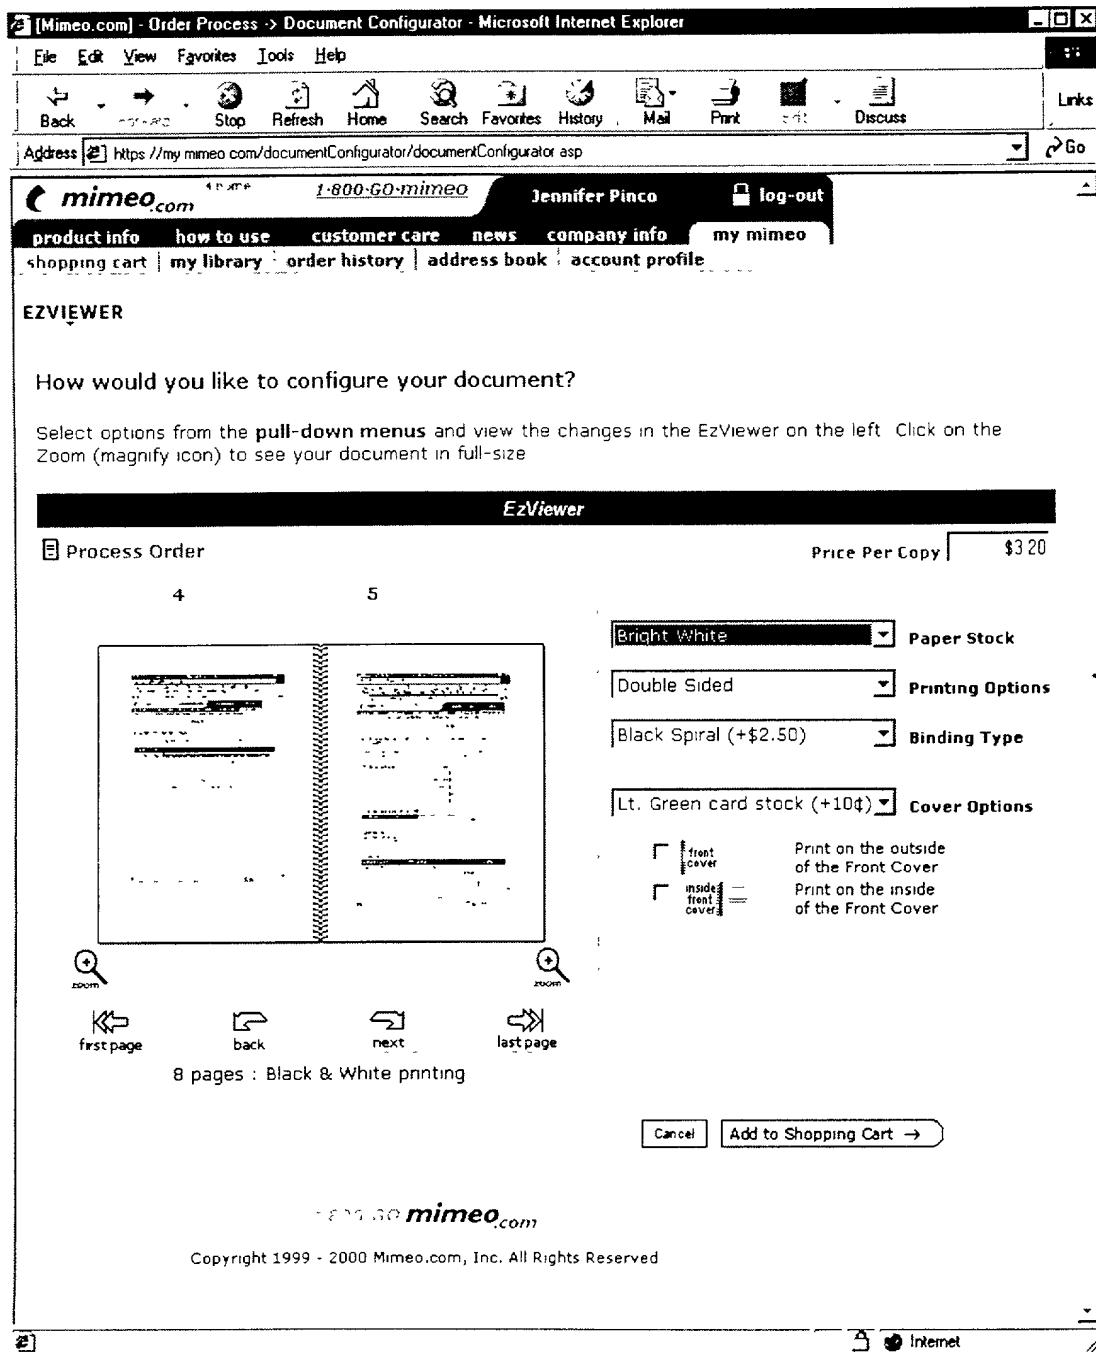 [Mimeo.com] - Order Process -> Document Configurator - Microsoft Internet Explorer
File Edit View Favorites Tools Help
Back Forward Stop Refresh Home Search Favorites History Mail Print Edit Discuss Links
Address https //my mimeo com/documentConfigurator/documentConfigurator asp Go
mimeo.com 1-800-GO-mimeo Jennifer Pinco log-out
product info how to use customer care news company info my mimeo
shopping cart my library order history address book account profile
EZVIEWER
How would you like to configure your document?
Select options from the pull-down menus and view the changes in the EzViewer on the left Click on the
Zoom (magnify icon) to see your document in full-size
EzViewer
Process Order Price Per Copy $3 20
4 5
Bright White Paper Stock
Double Sided Printing Options
Black Spiral (+$2.50) Binding Type
Lt. Green card stock (+10¢) Cover Options
front
cover
Print on the outside
of the Front Cover
inside
front
cover
Print on the inside
of the Front Cover
zoom zoom
first page back next last page
8 pages : Black & White printing
Cancel Add to Shopping Cart →
mimeo.com
Copyright 1999 - 2000 Mimeo.com, Inc. All Rights Reserved
Internet